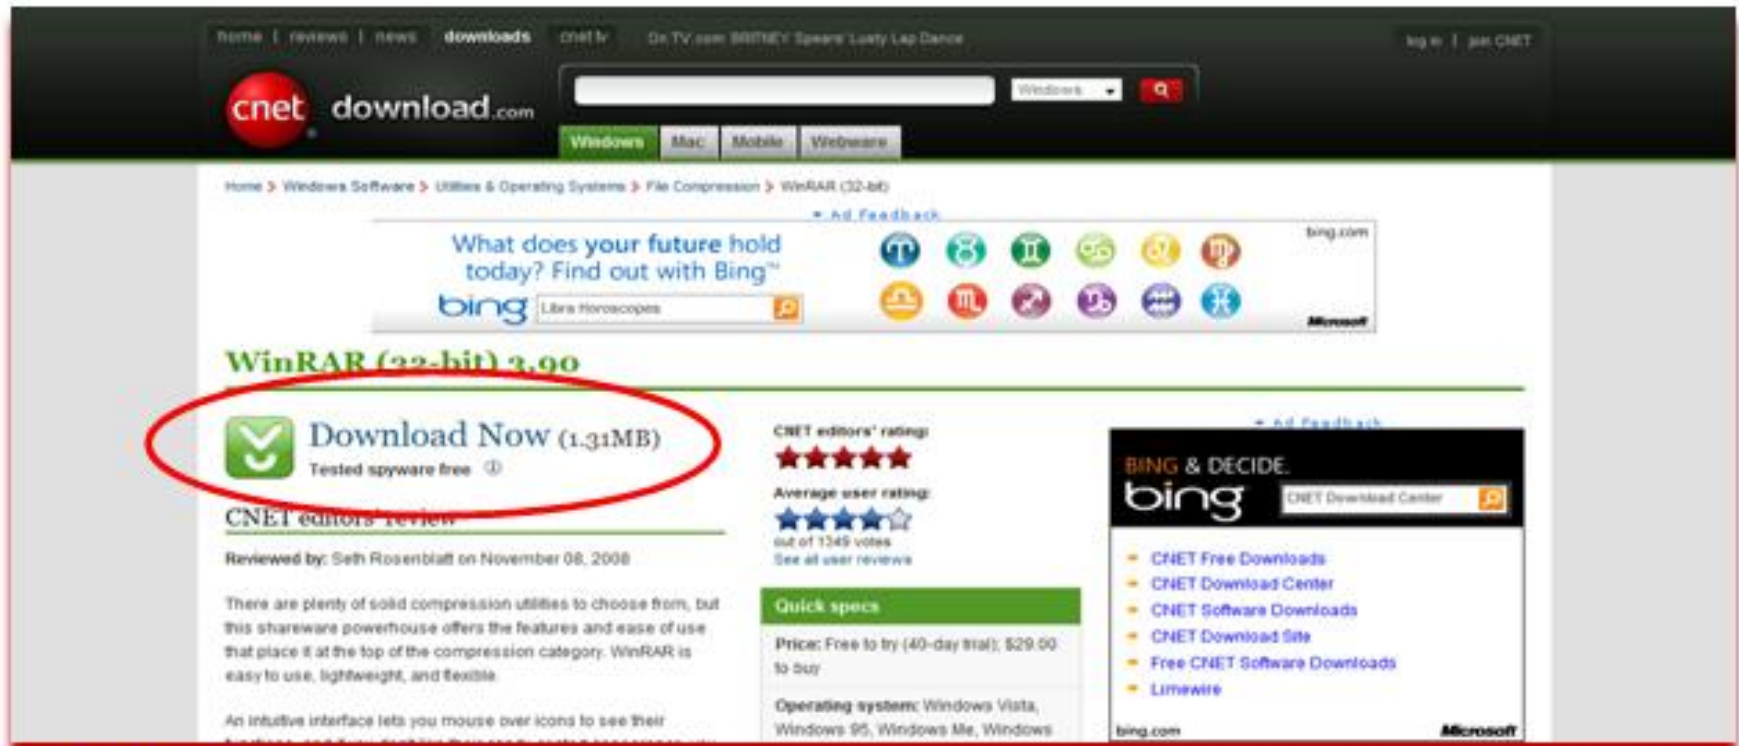 home | reviews | news downloads cnet tv On TV.com BRITNEY Spears' Lusty Lap Dance log in | join CNET
cnet download.com
Windows
Windows Mac Mobile Webware
Home > Windows Software > Utilities & Operating Systems > File Compression > WinRAR (32-bit)
Ad Feedback
What does your future hold
today? Find out with Bing™
bing Libra Horoscopes
bing.com
Microsoft
WinRAR (32-bit) 3.90
Download Now (1.31MB)
Tested spyware free
CNET editors' review
Reviewed by: Seth Rosenblatt on November 08, 2008
There are plenty of solid compression utilities to choose from, but
this shareware powerhouse offers the features and ease of use
that place it at the top of the compression category. WinRAR is
easy to use, lightweight, and flexible.
An intuitive interface lets you mouse over icons to see their
CNET editors' rating:
Average user rating:
out of 1349 votes
See all user reviews
Quick specs
Price: Free to try (40-day trial); $29.00
to buy
Operating system: Windows Vista,
Windows 95, Windows Me, Windows
Ad Feedback
BING & DECIDE.
bing CNET Download Center
CNET Free Downloads
CNET Download Center
CNET Software Downloads
CNET Download Site
Free CNET Software Downloads
Limewire
bing.com Microsoft